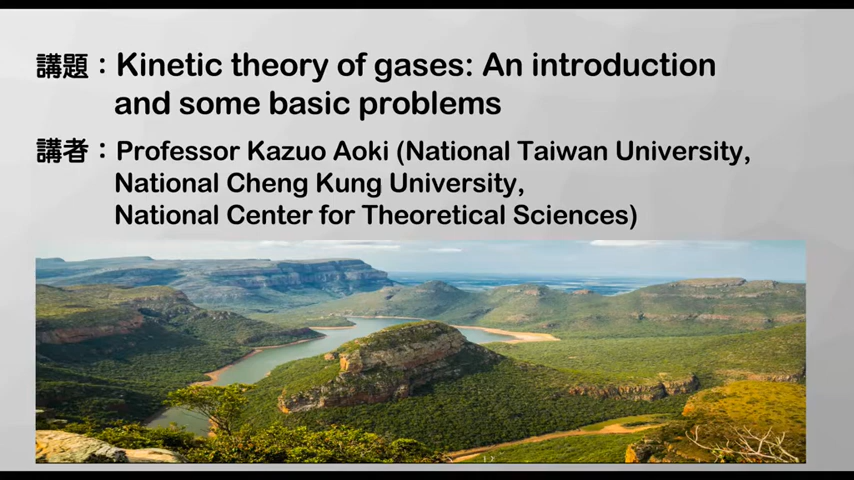 講題：Kinetic theory of gases: An introduction
and some basic problems
講者：Professor Kazuo Aoki (National Taiwan University,
National Cheng Kung University,
National Center for Theoretical Sciences)